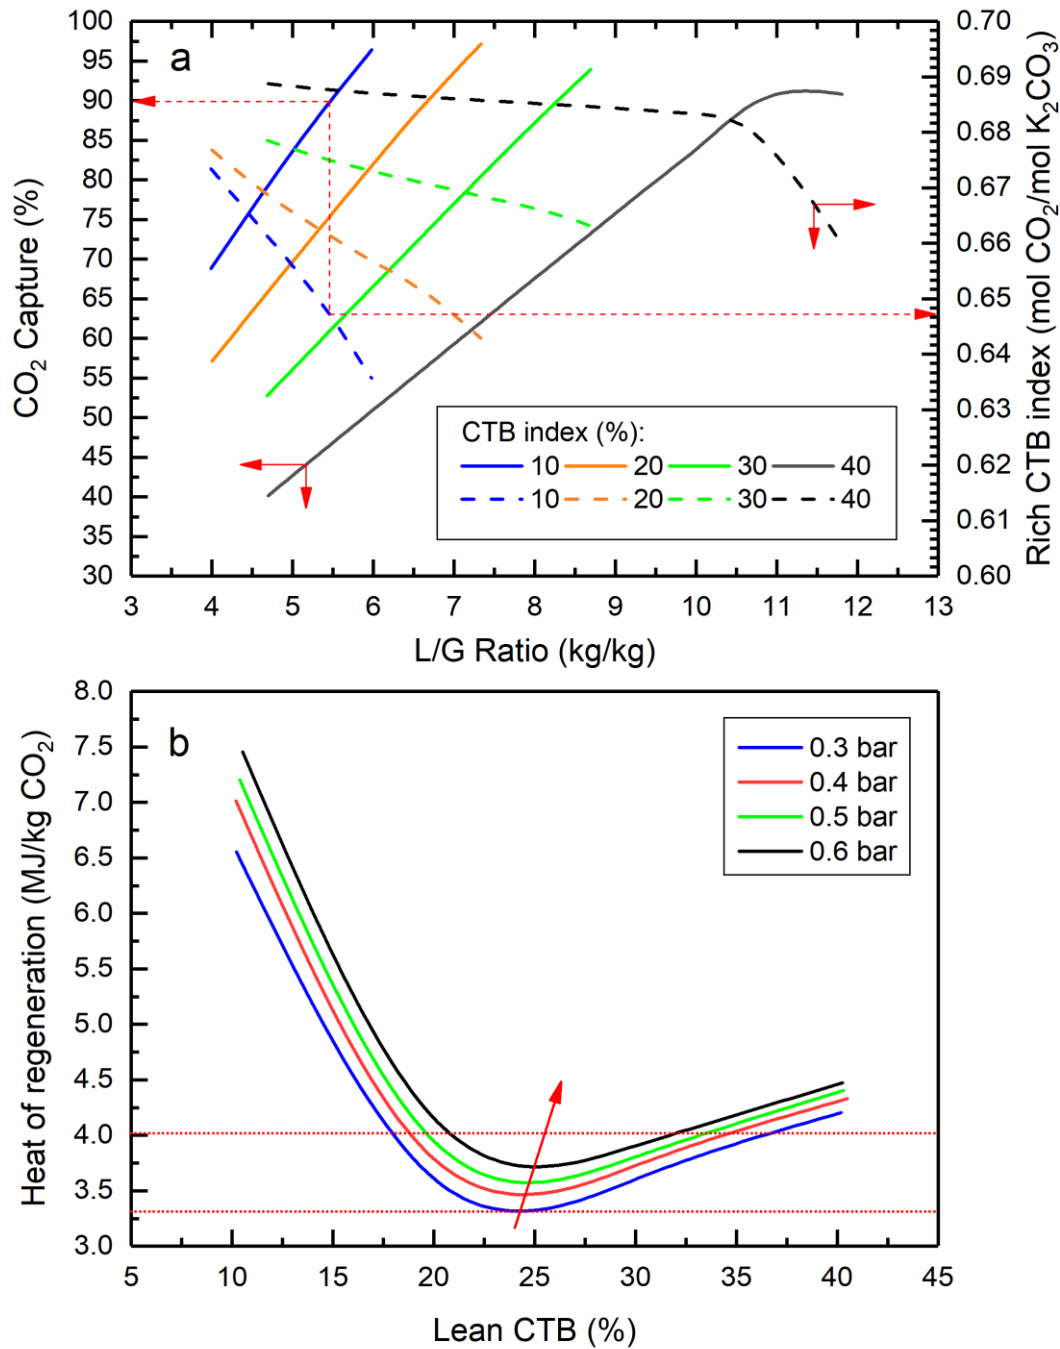 a
100
95
90
85
80
75
70
65
60
55
50
45
40
35
30
CO₂ Capture (%)
0.70
0.69
0.68
0.67
0.66
0.65
0.64
0.63
0.62
0.61
0.60
Rich CTB index (mol CO₂/mol K₂CO₃)
CTB index (%):
10 20 30 40
10 20 30 40
3 4 5 6 7 8 9 10 11 12 13
L/G Ratio (kg/kg)
b
8.0
7.5
7.0
6.5
6.0
5.5
5.0
4.5
4.0
3.5
3.0
Heat of regeneration (MJ/kg CO₂)
0.3 bar
0.4 bar
0.5 bar
0.6 bar
5 10 15 20 25 30 35 40 45
Lean CTB (%)